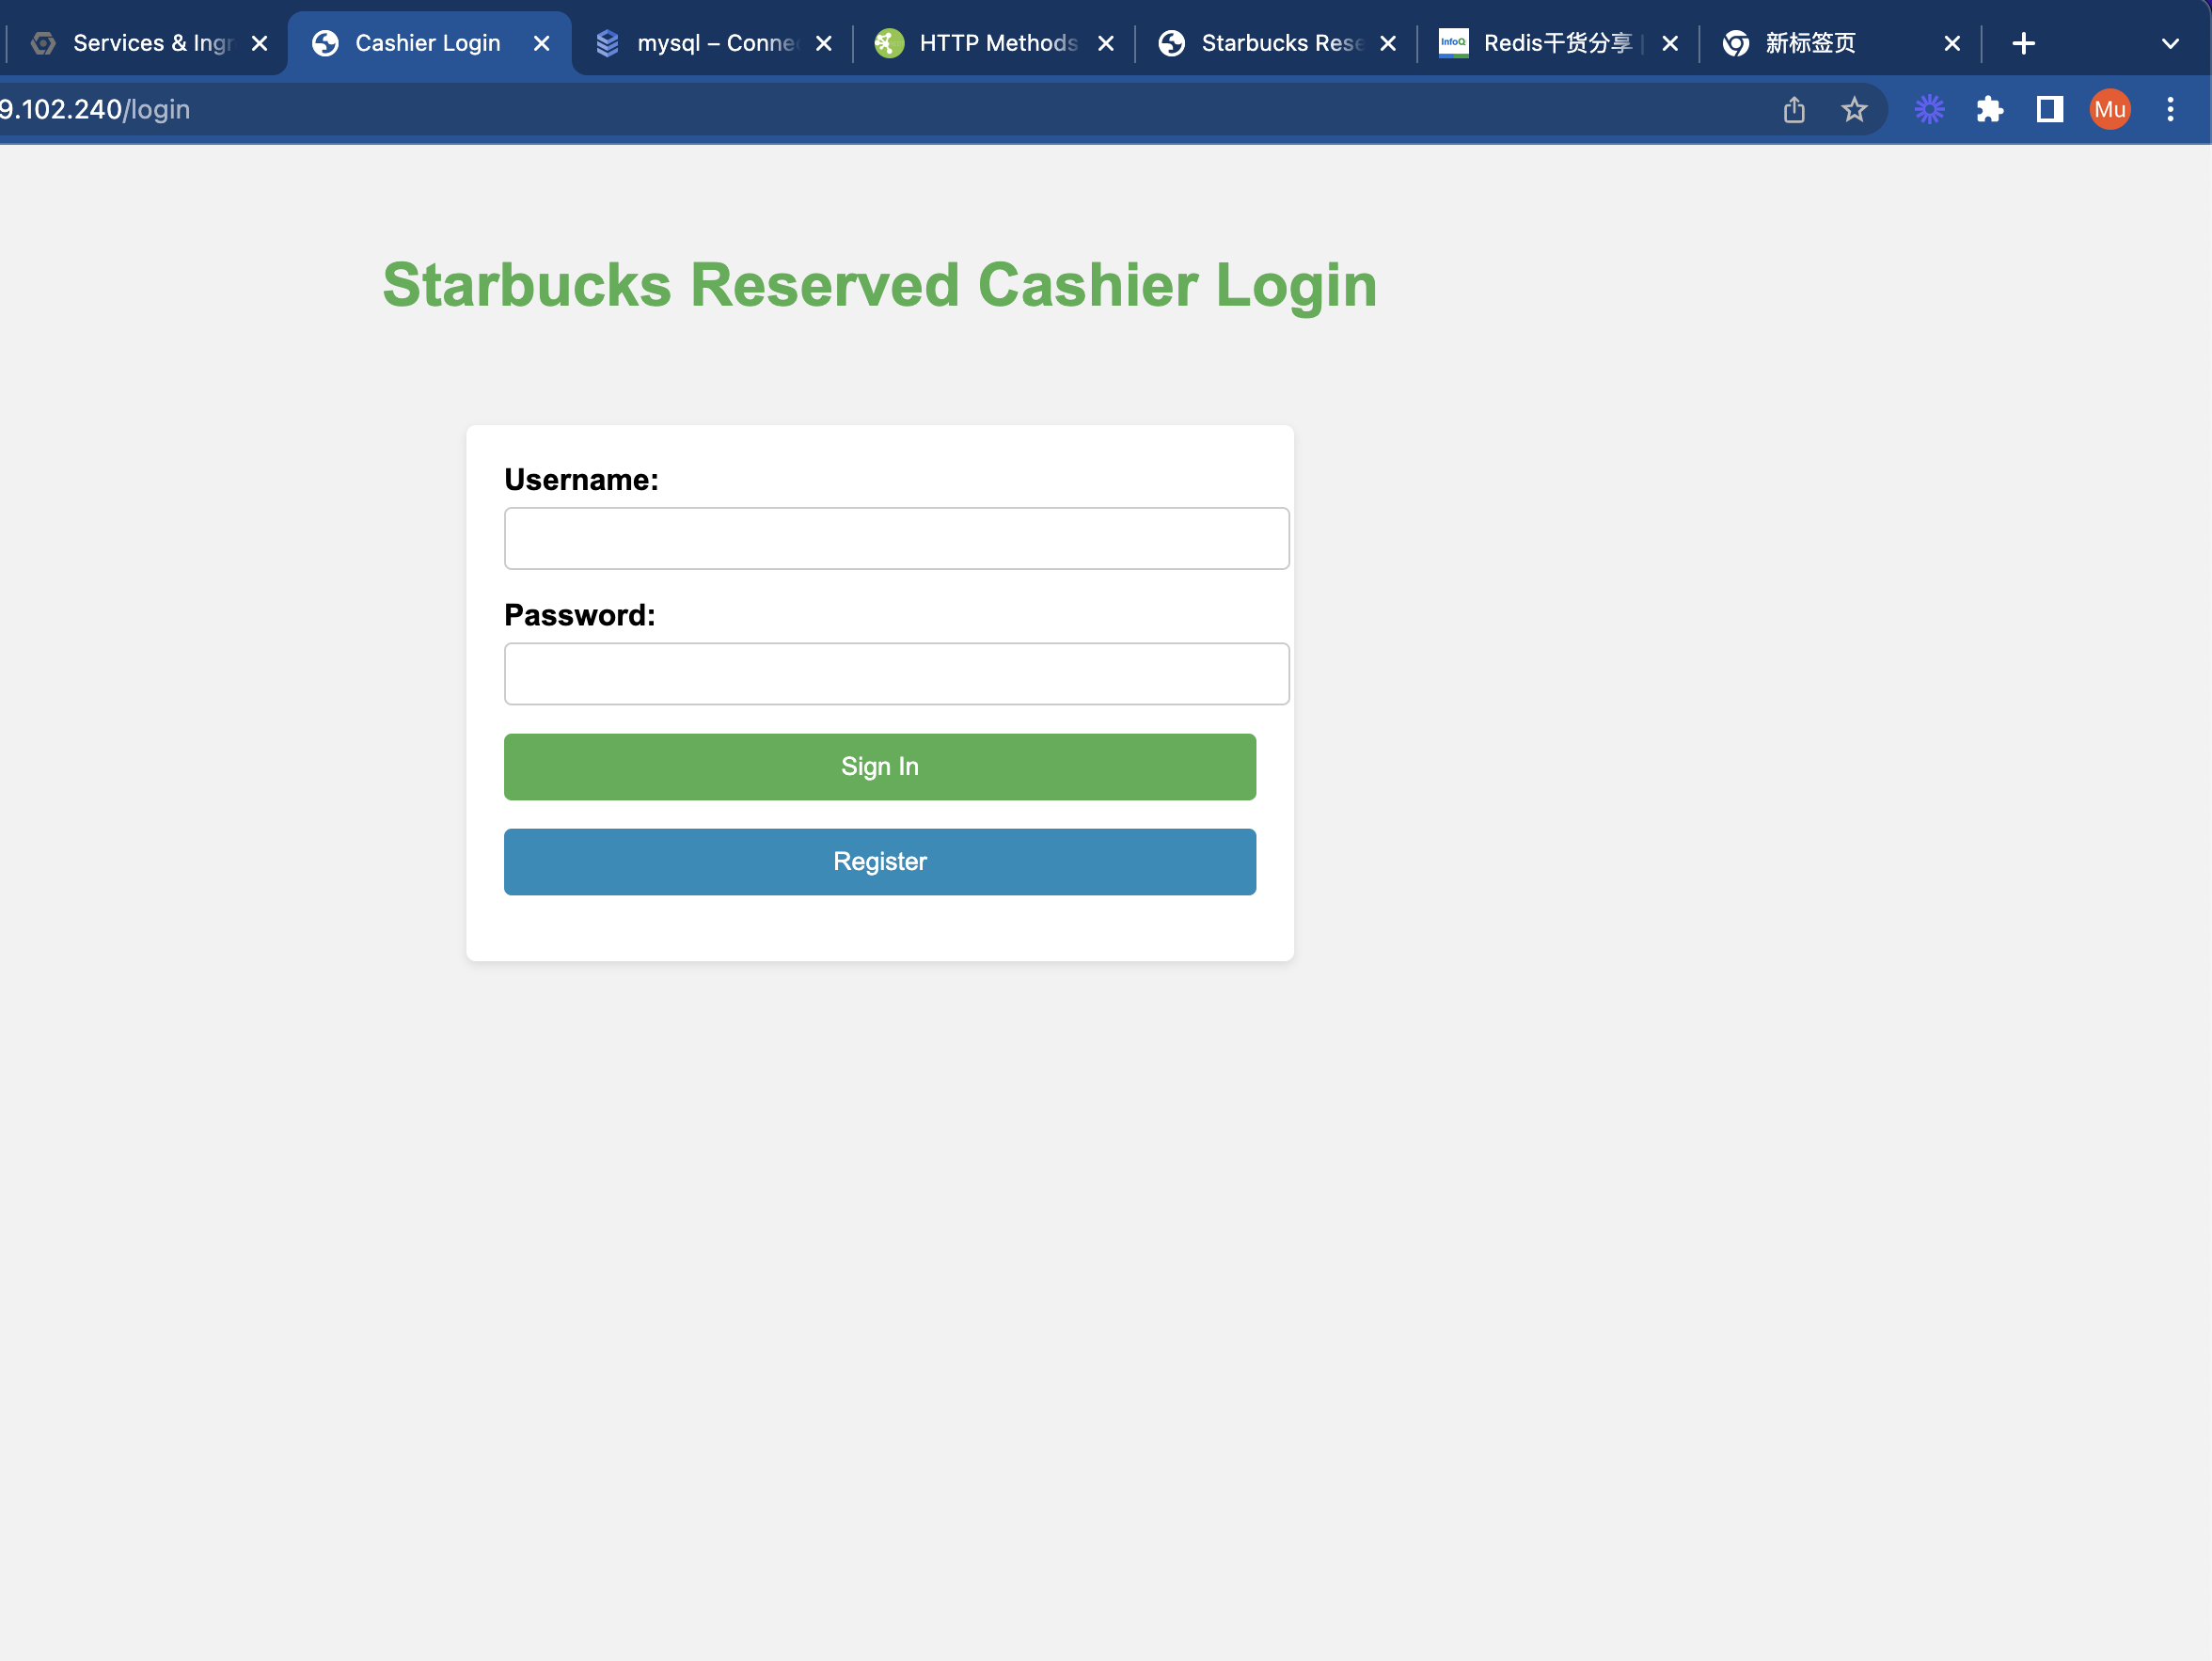 Services & Ingr
Cashier Login
mysql – Conne
HTTP Methods
Starbucks Rese
InfoQ
Redis干货分享 |
新标签页
9.102.240/login
Mu
Starbucks Reserved Cashier Login
Username:
Password:
Sign In
Register